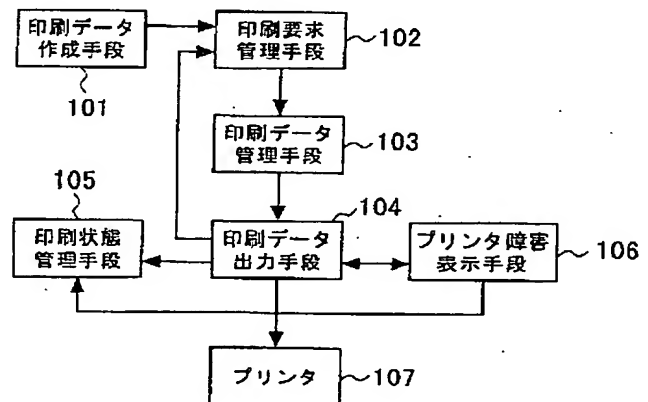 印刷データ
作成手段
101
印刷要求
管理手段
102
印刷データ
管理手段
103
105
印刷状態
管理手段
104
印刷データ
出力手段
プリンタ障害
表示手段
106
プリンタ
107